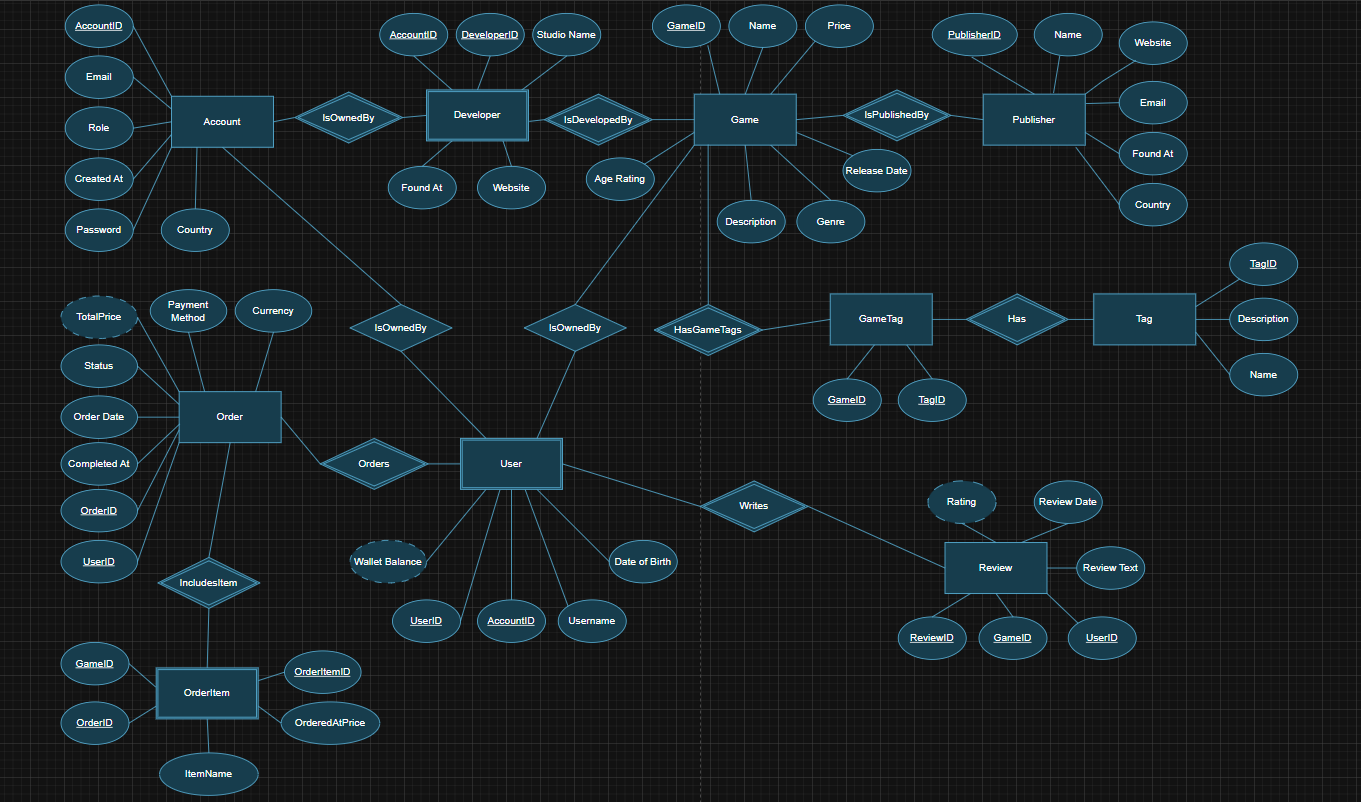 AccountID
Email
Role
Created At
Password
Country
Account
IsOwnedBy
AccountID
DeveloperID
Studio Name
Developer
Found At
Website
IsDevelopedBy
GameID
Name
Price
Game
Age Rating
Description
Genre
Release Date
IsPublishedBy
PublisherID
Name
Website
Email
Found At
Country
Publisher
IsOwnedBy
IsOwnedBy
HasGameTags
GameTag
GameID
TagID
Has
Tag
TagID
Description
Name
TotalPrice
Payment
Method
Currency
Status
Order Date
Completed At
OrderID
UserID
Order
Orders
User
Wallet Balance
UserID
AccountID
Username
Date of Birth
Writes
Rating
Review Date
Review
Review Text
ReviewID
GameID
UserID
IncludesItem
GameID
OrderID
OrderItem
OrderItemID
OrderedAtPrice
ItemName